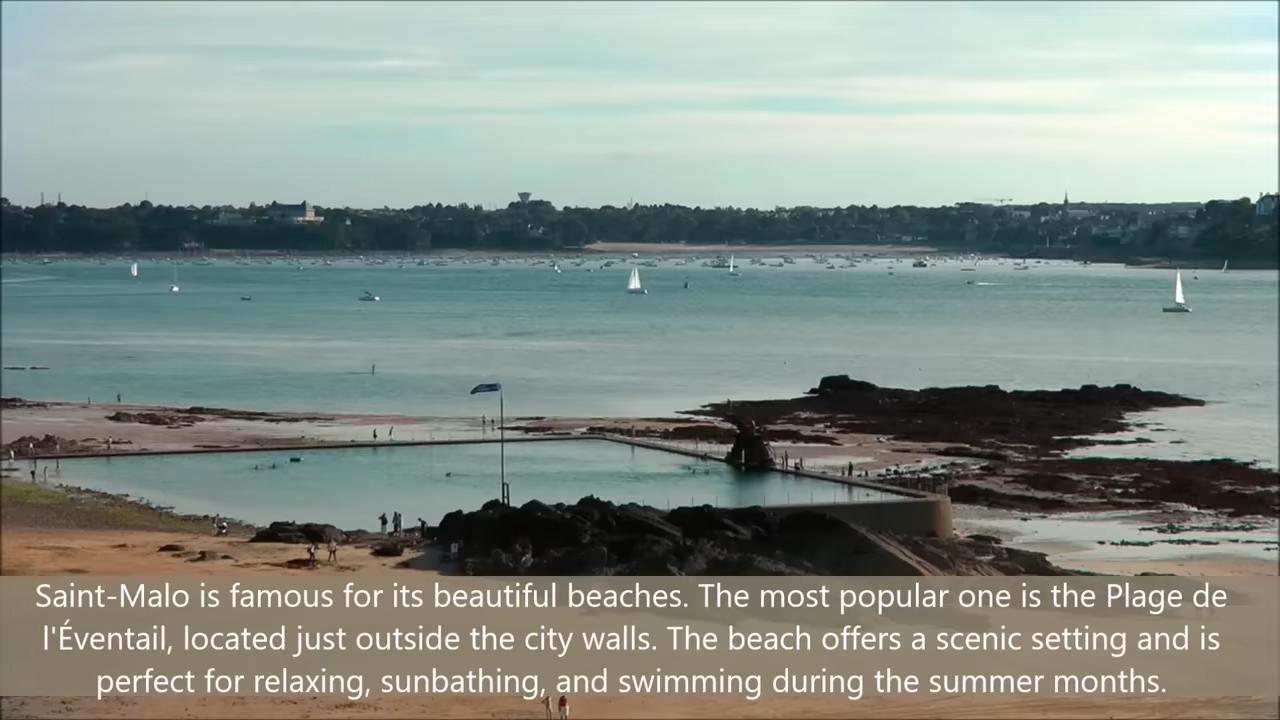 Saint-Malo is famous for its beautiful beaches. The most popular one is the Plage de
l'Éventail, located just outside the city walls. The beach offers a scenic setting and is
perfect for relaxing, sunbathing, and swimming during the summer months.